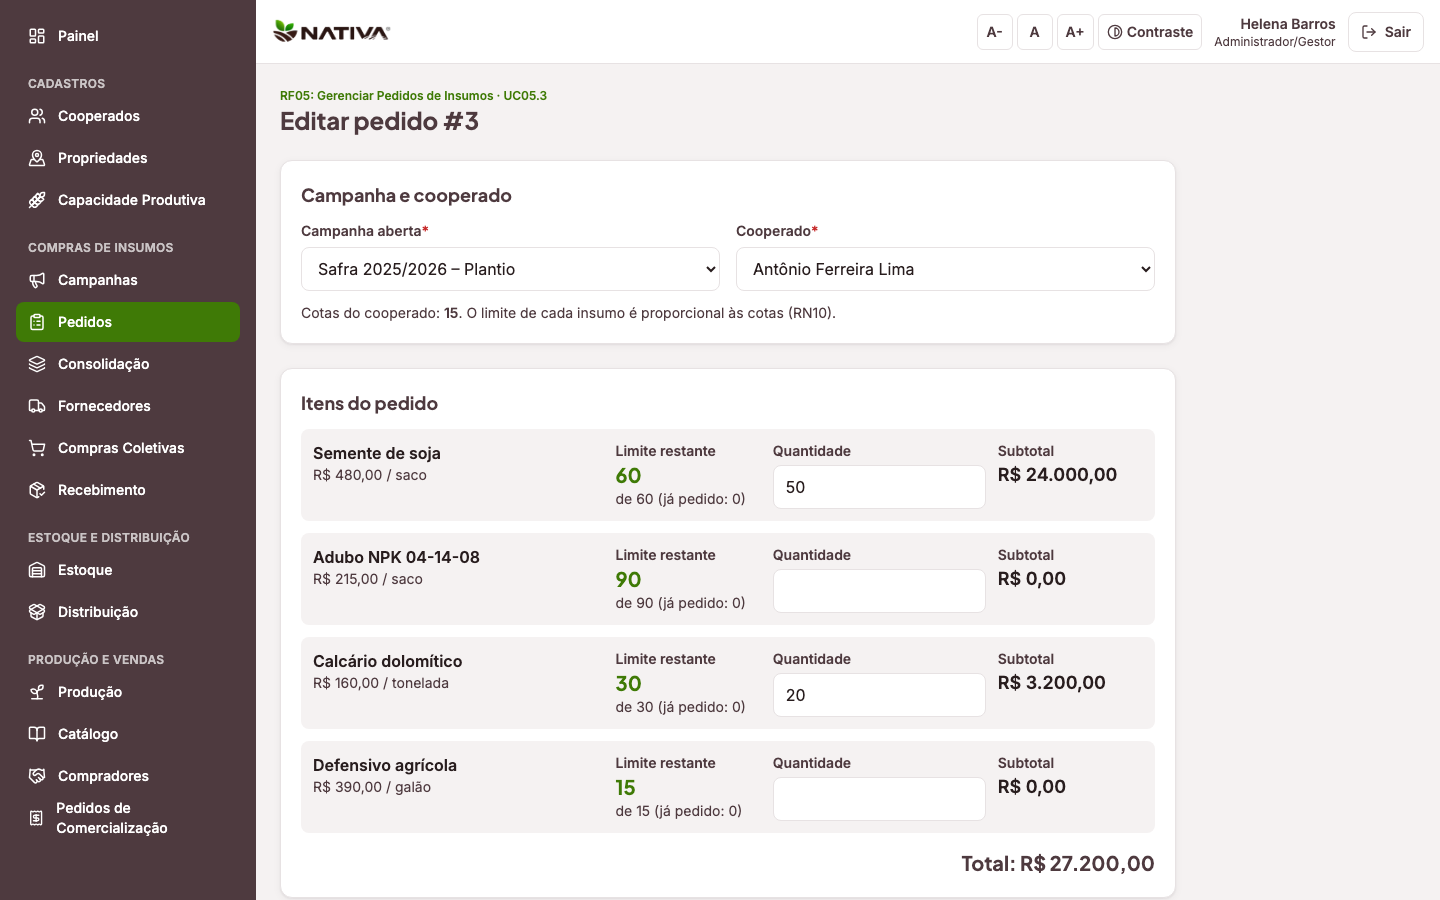 Painel
CADASTROS
Cooperados
Propriedades
Capacidade Produtiva
COMPRAS DE INSUMOS
Campanhas
Pedidos
Consolidação
Fornecedores
Compras Coletivas
Recebimento
ESTOQUE E DISTRIBUIÇÃO
Estoque
Distribuição
PRODUÇÃO E VENDAS
Produção
Catálogo
Compradores
Pedidos de
Comercialização
NATIVA
A-
A
A+
Contraste
Helena Barros
Administrador/Gestor
Sair
RF05: Gerenciar Pedidos de Insumos · UC05.3
Editar pedido #3
Campanha e cooperado
Campanha aberta*
Safra 2025/2026 – Plantio
Cooperado*
Antônio Ferreira Lima
Cotas do cooperado: 15. O limite de cada insumo é proporcional às cotas (RN10).
Itens do pedido
Semente de soja
R$ 480,00 / saco
Limite restante
60
de 60 (já pedido: 0)
Quantidade
50
Subtotal
R$ 24.000,00
Adubo NPK 04-14-08
R$ 215,00 / saco
Limite restante
90
de 90 (já pedido: 0)
Quantidade
Subtotal
R$ 0,00
Calcário dolomítico
R$ 160,00 / tonelada
Limite restante
30
de 30 (já pedido: 0)
Quantidade
20
Subtotal
R$ 3.200,00
Defensivo agrícola
R$ 390,00 / galão
Limite restante
15
de 15 (já pedido: 0)
Quantidade
Subtotal
R$ 0,00
Total: R$ 27.200,00